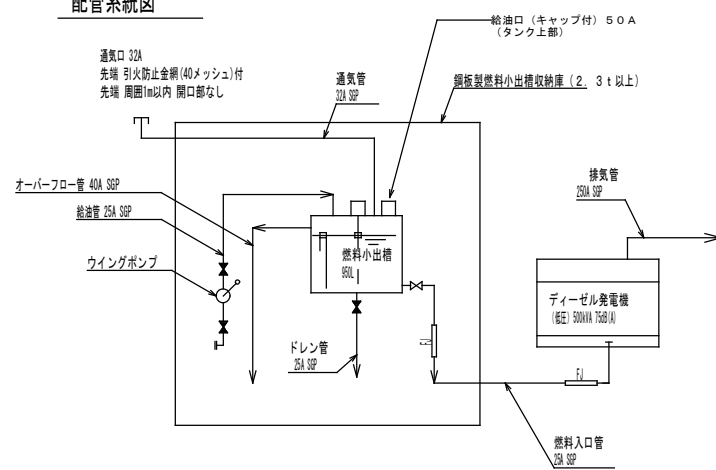 配管系統図
給油口（キャップ付）50A
（タンク上部）
通気口 32A
先端 引火防止金網(40メッシュ)付
先端 周囲1m以内 開口部なし
通気管
32A SGP
鋼板製燃料小出槽収納庫（2.3t以上）
オーバーフロー管 40A SGP
給油管 25A SGP
ウイングポンプ
燃料小出槽
950L
排気管
250A SGP
ディーゼル発電機
(低圧) 500kVA 75dB(A)
ドレン管
25A SGP
FJ
FJ
燃料入口管
25A SGP